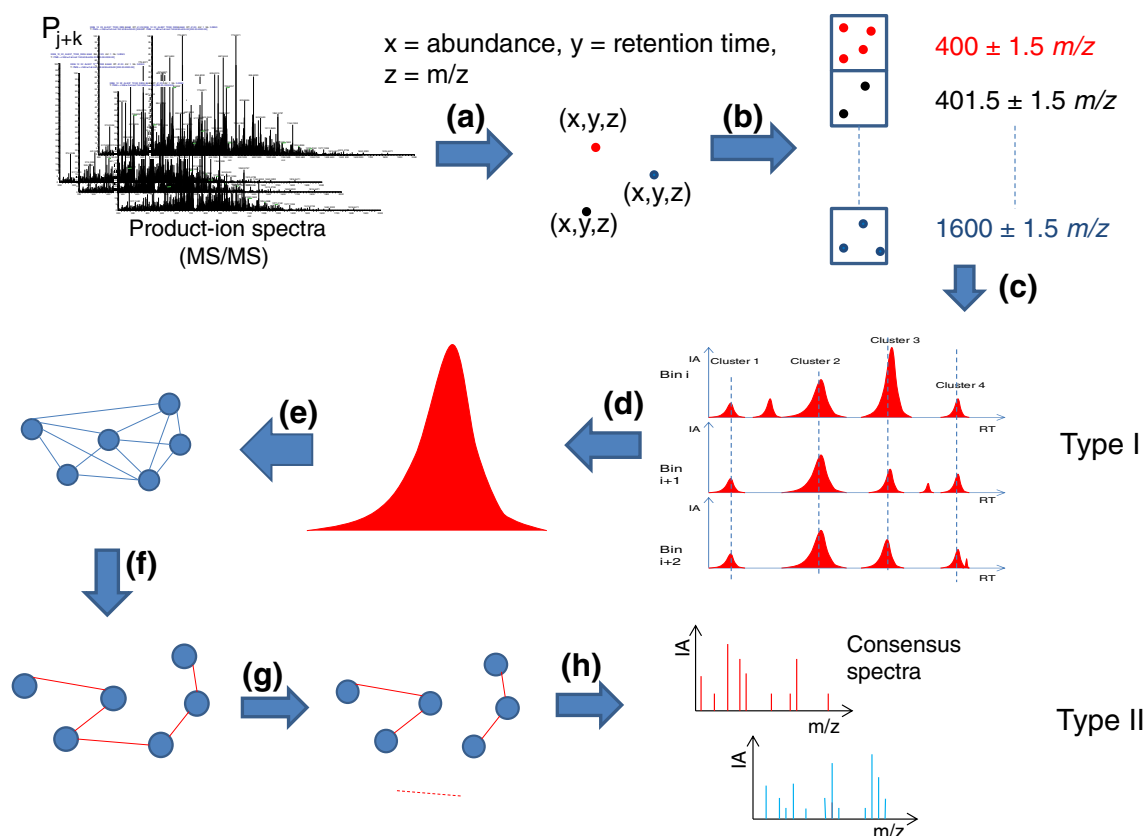 P
j+k
x = abundance, y = retention time,
z = m/z
400 ± 1.5 m/z
401.5 ± 1.5 m/z
1600 ± 1.5 m/z
(a)
(b)
(x,y,z)
(x,y,z)
(x,y,z)
Product-ion spectra
(MS/MS)
(c)
(d)
(e)
Cluster 1
Cluster 2
Cluster 3
Cluster 4
IA
Bin i
RT
IA
Bin
i+1
RT
IA
Bin
i+2
RT
Type I
(f)
(g)
(h)
IA
Consensus
spectra
m/z
IA
m/z
Type II